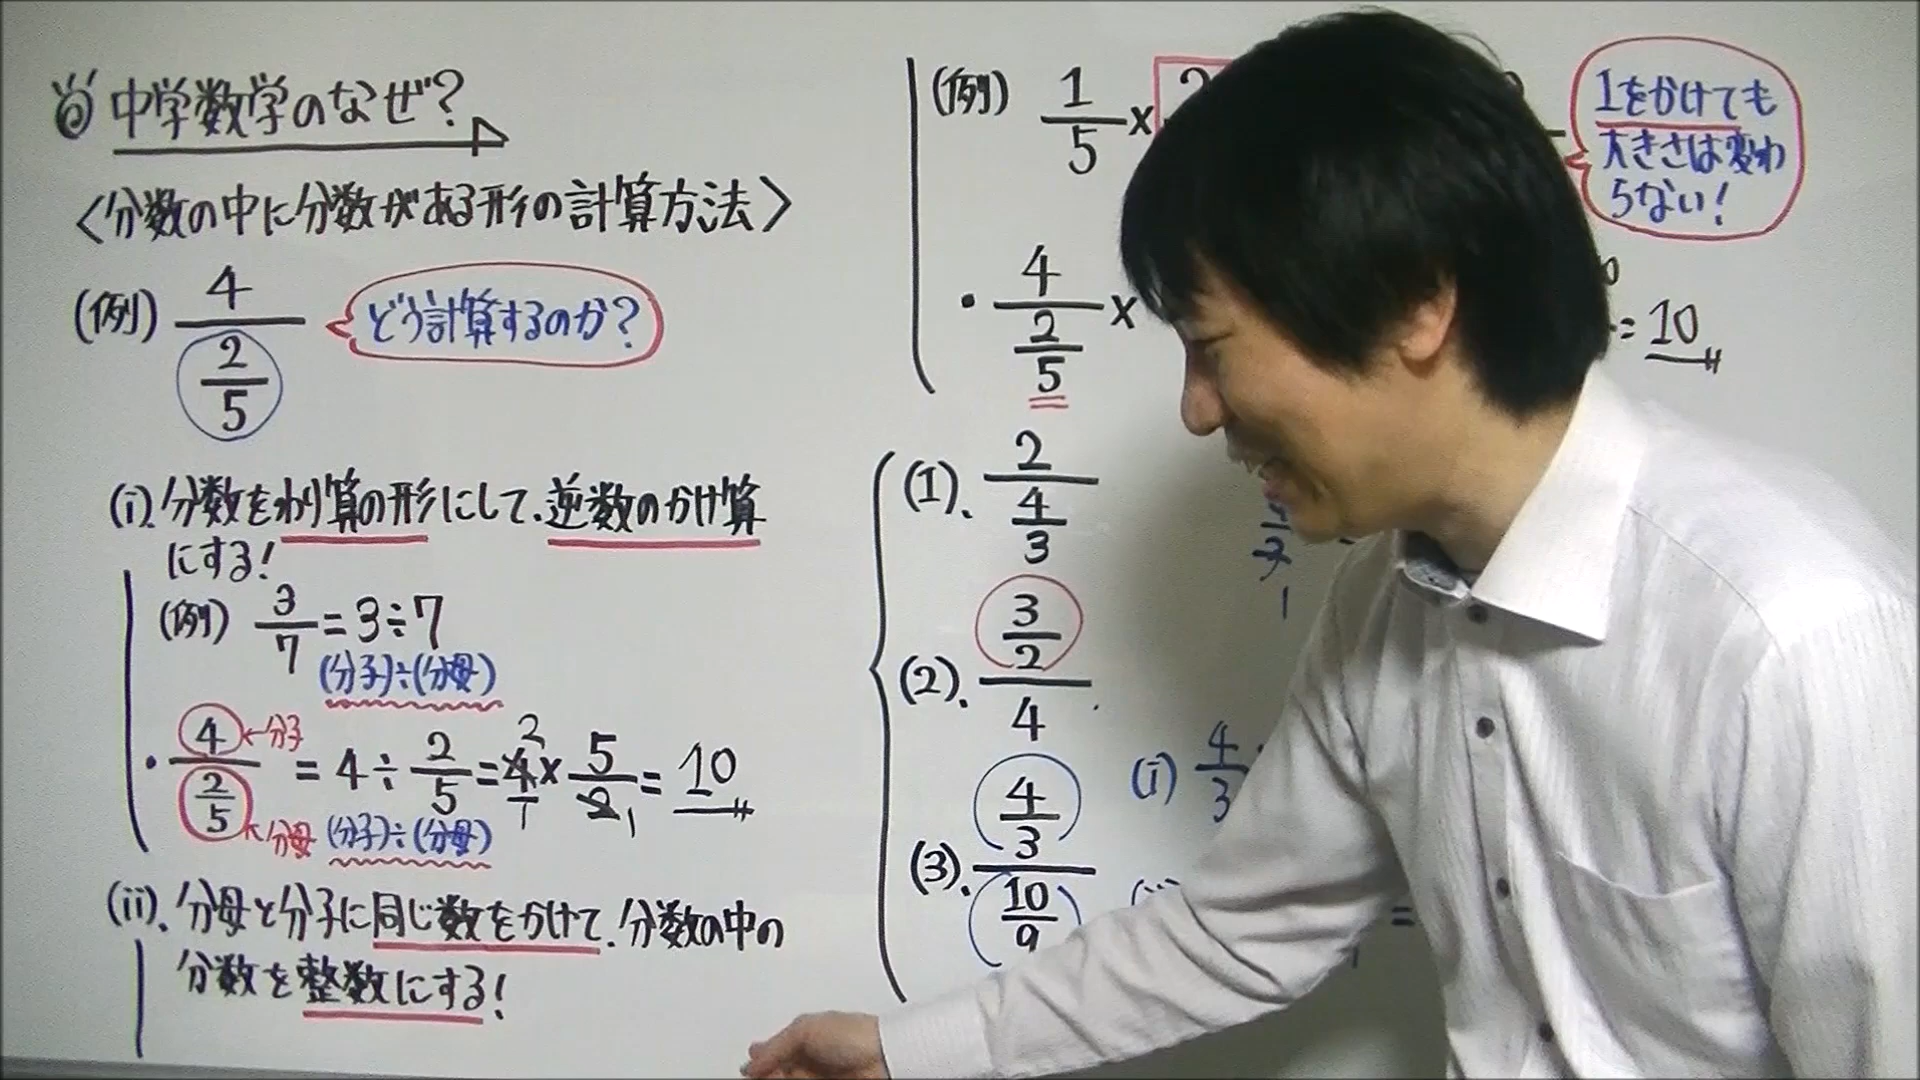 中学数学のなぜ?
<分数の中に分数がある形の計算方法>
(例) 4/(2/5) どう計算するのか?
(i). 分数をわり算の形にして、逆数のかけ算
にする!
(例) 3/7 = 3÷7
(分子)÷(分母)
・ 4/(2/5) = 4 ÷ 2/5 = 4 2 1 × 5/2 1 = 10
←分子
←分母 (分子)÷(分母)
(ii). 分母と分子に同じ数をかけて、分数の中の
分数を整数にする!
(例) 1/5 ×
1をかけても
大きさは変わ
らない!
・ 4/(2/5) × = 10
(1). 2/(4/3)
(2). (3/2)/4
(3). (4/3)/(10/9)
(i) 4/3
=